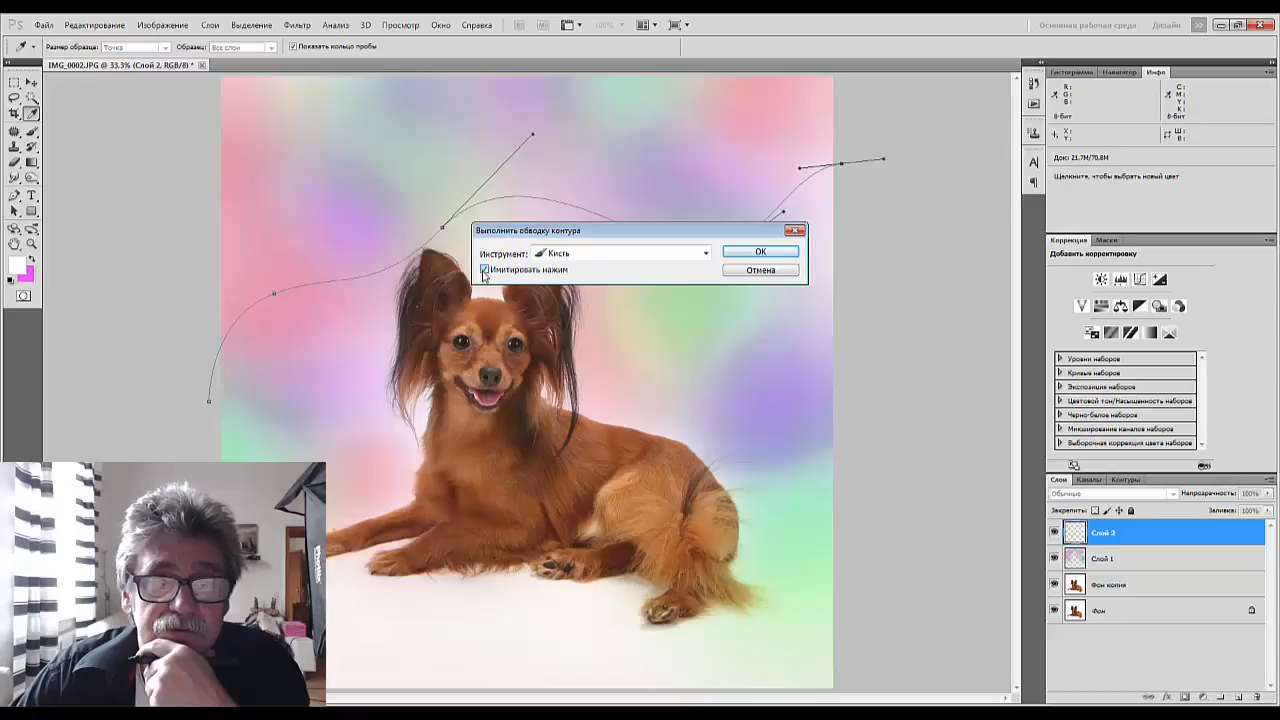 Ps Файл Редактирование Изображение Слои Выделение Фильтр Анализ 3D Просмотр Окно Справка 100% Основная рабочая среда Дизайн
Размер образца: Точка Образец: Все слои Показать кольцо пробы
IMG_0002.JPG @ 33,3% (Слой 2, RGB/8) *
Гистограмма Навигатор Инфо
R: C:
G: M:
B: Y:
K:
8-бит 8-бит
X: Ш:
Y: В:
Док: 21.7M/70.8M
Щелкните, чтобы выбрать новый цвет
Выполнить обводку контура
Инструмент: Кисть OK
Имитировать нажим Отмена
Коррекция Маски
Добавить корректировку
Уровни наборов
Кривые наборов
Экспозиция наборов
Цветовой тон/Насыщенность наборов
Черно-белое наборов
Микширование каналов наборов
Выборочная коррекция цвета наборов
Слои Каналы Контуры
Обычные Непрозрачность: 100%
Закрепить: Заливка: 100%
Слой 2
Слой 1
Фон копия
Фон